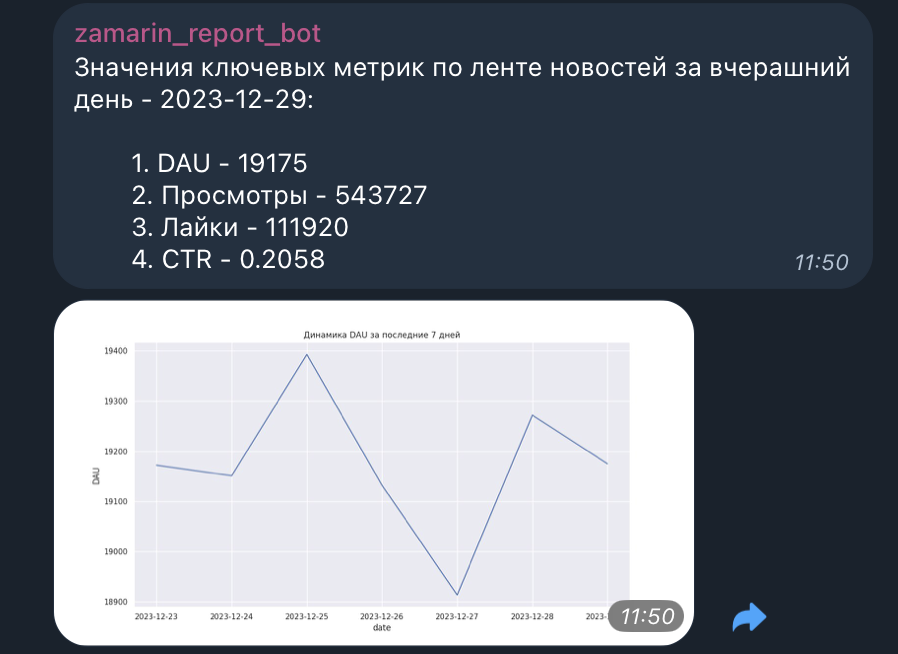 zamarin_report_bot
Значения ключевых метрик по ленте новостей за вчерашний
день - 2023-12-29:
1. DAU - 19175
2. Просмотры - 543727
3. Лайки - 111920
4. CTR - 0.2058
11:50
Динамика DAU за последние 7 дней
19400
19300
19200
19100
19000
18900
DAU
2023-12-23 2023-12-24 2023-12-25 2023-12-26 2023-12-27 2023-12-28 2023-
date
11:50